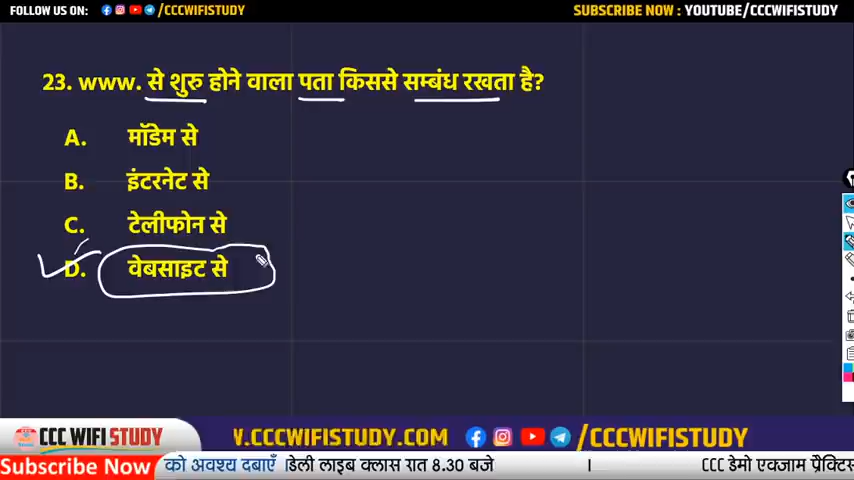 FOLLOW US ON: /CCCWIFISTUDY
SUBSCRIBE NOW : YOUTUBE/CCCWIFISTUDY
23. www. से शुरु होने वाला पता किससे सम्बंध रखता है?
A. मॉडेम से
B. इंटरनेट से
C. टेलीफोन से
D. वेबसाइट से
CCC WIFI STUDY
V.CCCWIFISTUDY.COM /CCCWIFISTUDY
Subscribe Now को अवश्य दबाएँ ।डेली लाइब क्लास रात 8.30 बजे । CCC डेमो एक्जाम प्रैक्टिस